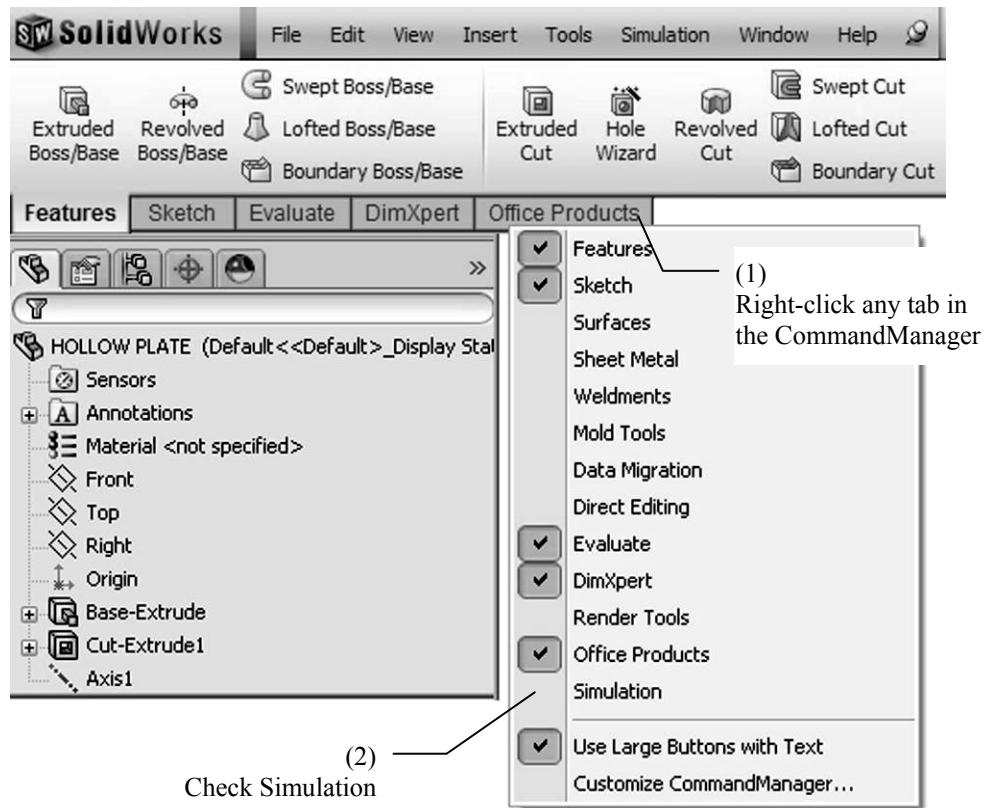 SW SolidWorks File Edit View Insert Tools Simulation Window Help
Extruded Boss/Base
Revolved Boss/Base
Swept Boss/Base
Lofted Boss/Base
Boundary Boss/Base
Extruded Cut
Hole Wizard
Revolved Cut
Swept Cut
Lofted Cut
Boundary Cut
Features Sketch Evaluate DimXpert Office Products
»
HOLLOW PLATE (Default<<Default>_Display Stat
Sensors
A Annotations
Material <not specified>
Front
Top
Right
Origin
Base-Extrude
Cut-Extrude1
Axis1
Features
Sketch
Surfaces
Sheet Metal
Weldments
Mold Tools
Data Migration
Direct Editing
Evaluate
DimXpert
Render Tools
Office Products
Simulation
Use Large Buttons with Text
Customize CommandManager...
(1)
Right-click any tab in
the CommandManager
(2)
Check Simulation